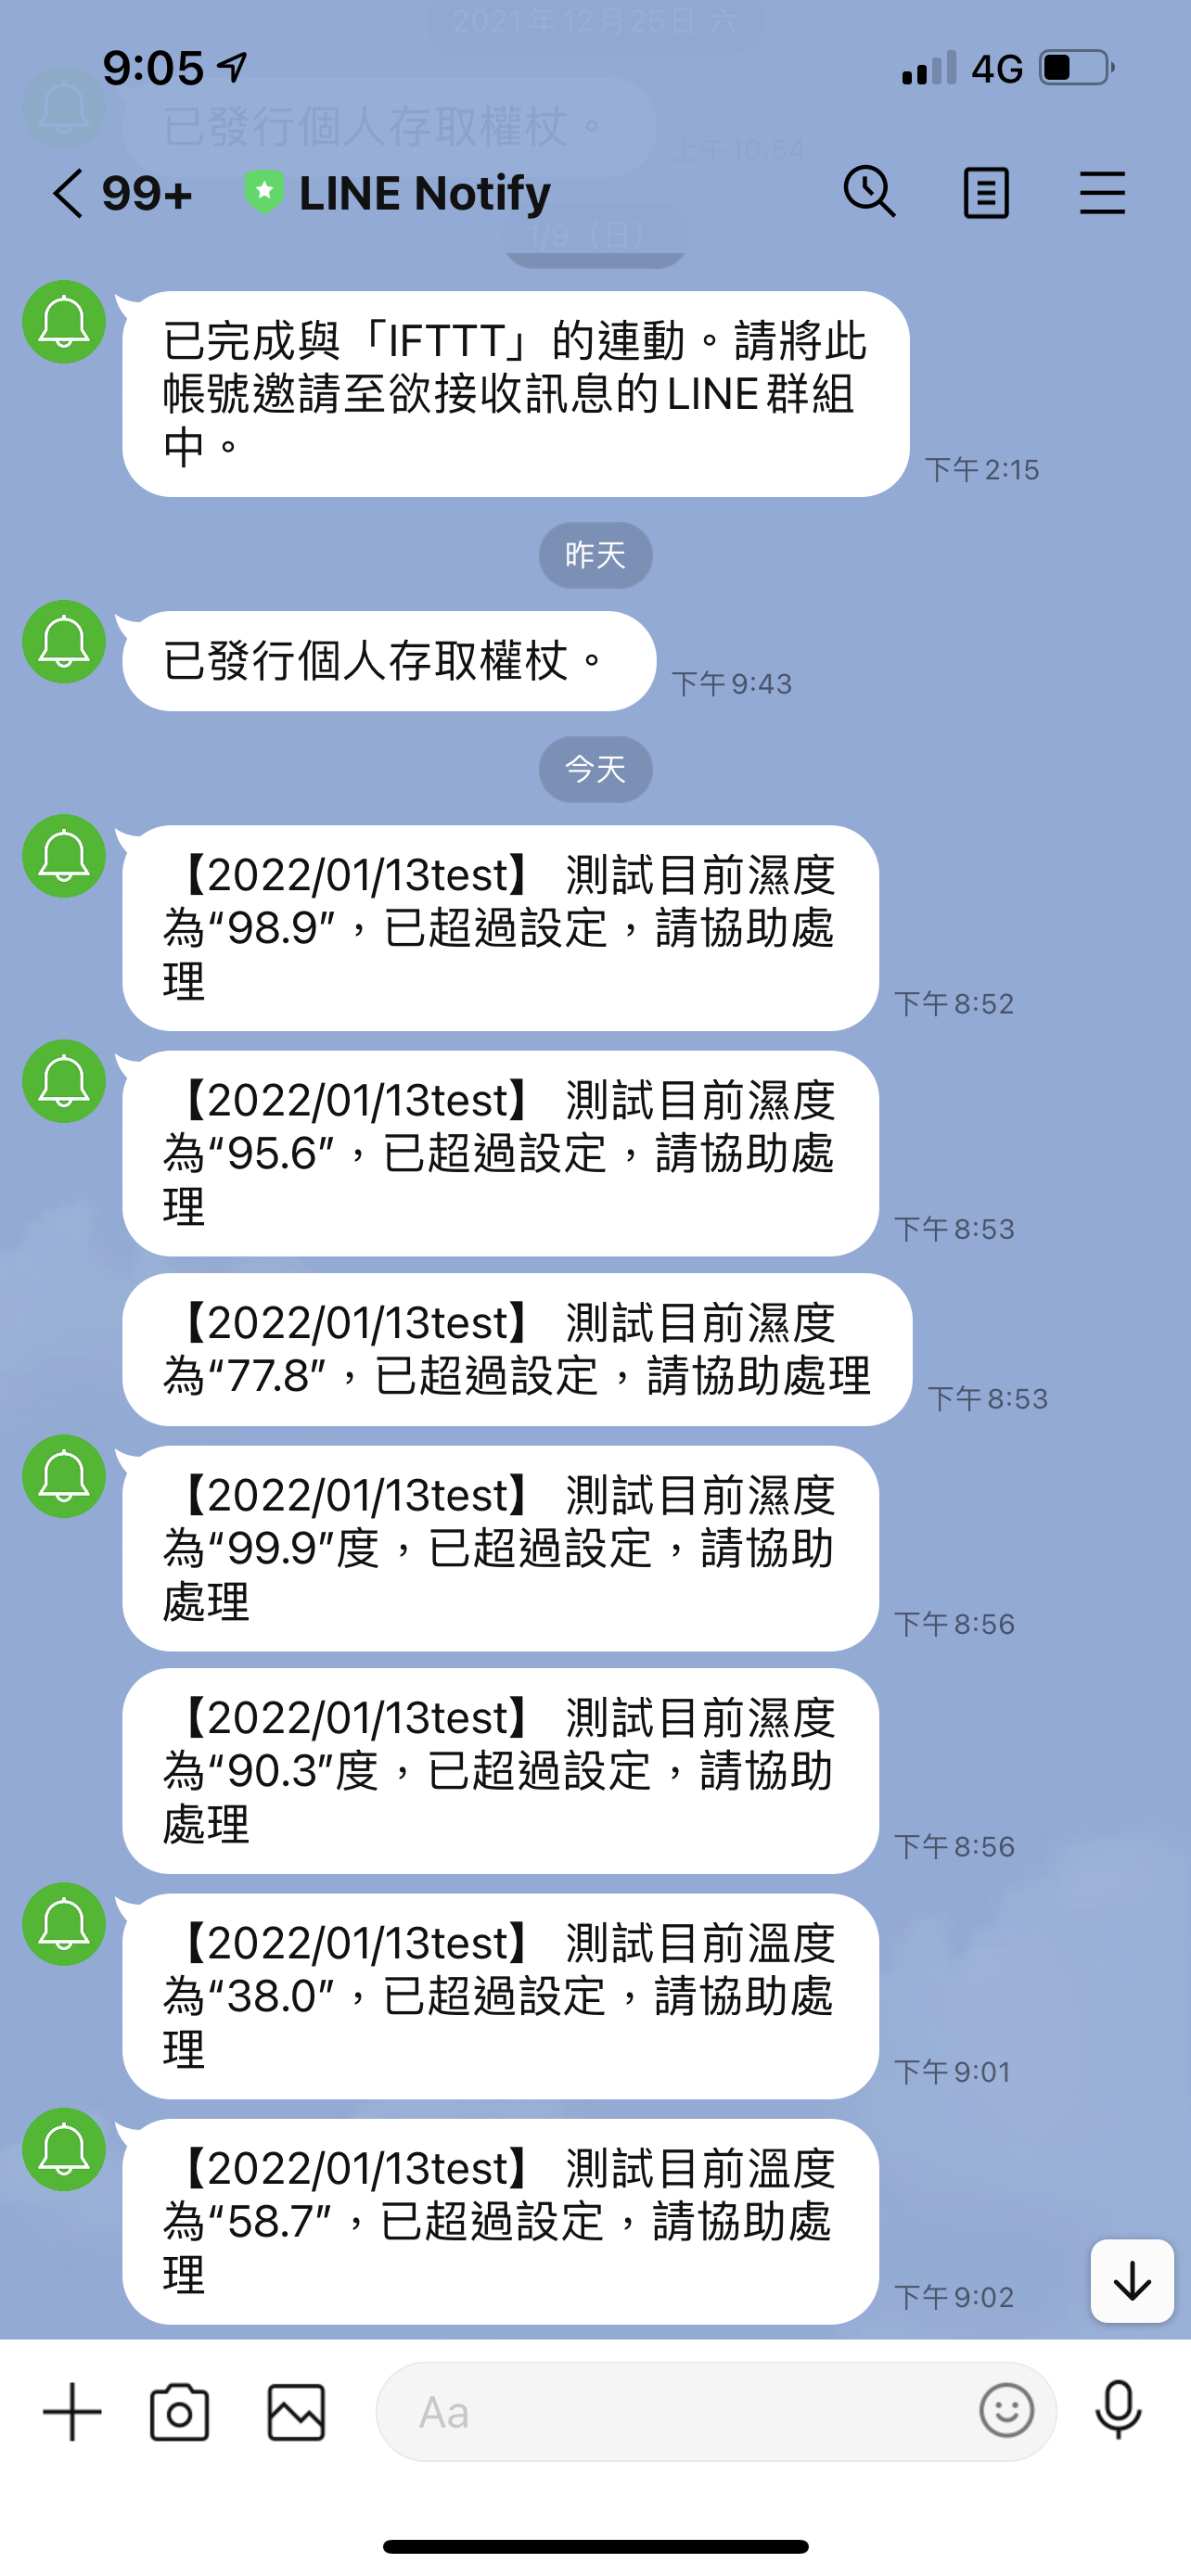 2021年12月25日 六
9:05
4G
已發行個人存取權杖。
上午10:54
99+
LINE Notify
1/9（日）
已完成與「IFTTT」的連動。請將此
帳號邀請至欲接收訊息的LINE群組
中。
下午2:15
昨天
已發行個人存取權杖。
下午9:43
今天
【2022/01/13test】 測試目前濕度
為“98.9”，已超過設定，請協助處
理
下午8:52
【2022/01/13test】 測試目前濕度
為“95.6”，已超過設定，請協助處
理
下午8:53
【2022/01/13test】 測試目前濕度
為“77.8”，已超過設定，請協助處理
下午8:53
【2022/01/13test】 測試目前濕度
為“99.9”度，已超過設定，請協助
處理
下午8:56
【2022/01/13test】 測試目前濕度
為“90.3”度，已超過設定，請協助
處理
下午8:56
【2022/01/13test】 測試目前溫度
為“38.0”，已超過設定，請協助處
理
下午9:01
【2022/01/13test】 測試目前溫度
為“58.7”，已超過設定，請協助處
理
下午9:02
Aa